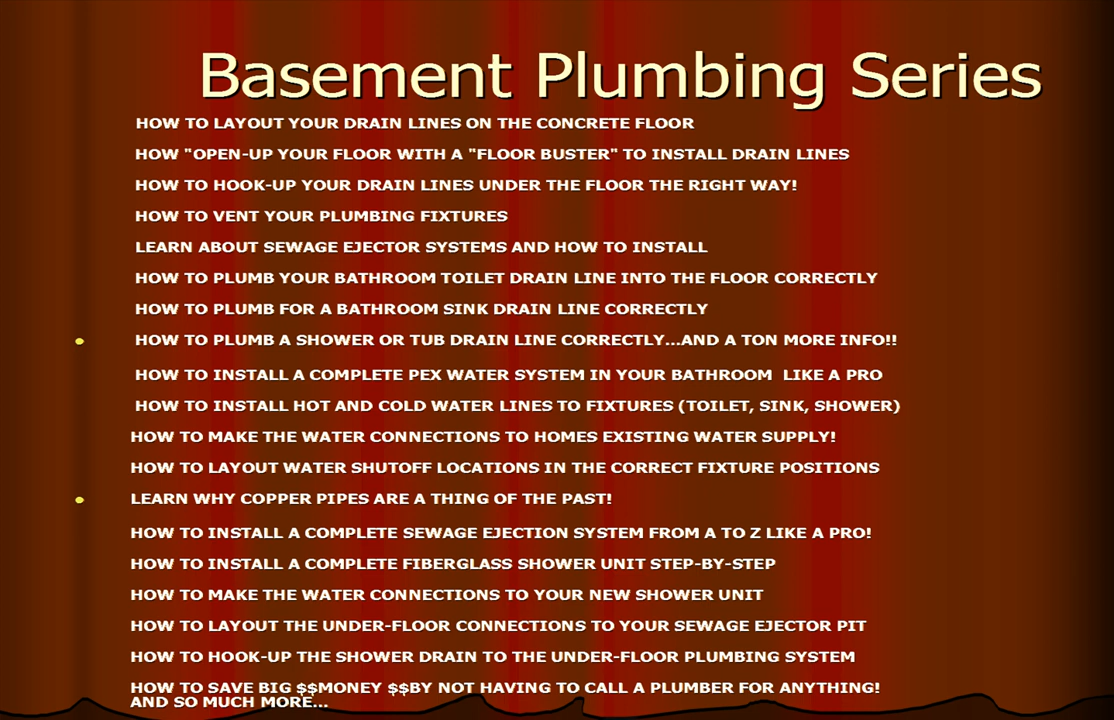 Basement Plumbing Series
HOW TO LAYOUT YOUR DRAIN LINES ON THE CONCRETE FLOOR
HOW "OPEN-UP YOUR FLOOR WITH A "FLOOR BUSTER" TO INSTALL DRAIN LINES
HOW TO HOOK-UP YOUR DRAIN LINES UNDER THE FLOOR THE RIGHT WAY!
HOW TO VENT YOUR PLUMBING FIXTURES
LEARN ABOUT SEWAGE EJECTOR SYSTEMS AND HOW TO INSTALL
HOW TO PLUMB YOUR BATHROOM TOILET DRAIN LINE INTO THE FLOOR CORRECTLY
HOW TO PLUMB FOR A BATHROOM SINK DRAIN LINE CORRECTLY
• HOW TO PLUMB A SHOWER OR TUB DRAIN LINE CORRECTLY...AND A TON MORE INFO!!
HOW TO INSTALL A COMPLETE PEX WATER SYSTEM IN YOUR BATHROOM  LIKE A PRO
HOW TO INSTALL HOT AND COLD WATER LINES TO FIXTURES (TOILET, SINK, SHOWER)
HOW TO MAKE THE WATER CONNECTIONS TO HOMES EXISTING WATER SUPPLY!
HOW TO LAYOUT WATER SHUTOFF LOCATIONS IN THE CORRECT FIXTURE POSITIONS
• LEARN WHY COPPER PIPES ARE A THING OF THE PAST!
HOW TO INSTALL A COMPLETE SEWAGE EJECTION SYSTEM FROM A TO Z LIKE A PRO!
HOW TO INSTALL A COMPLETE FIBERGLASS SHOWER UNIT STEP-BY-STEP
HOW TO MAKE THE WATER CONNECTIONS TO YOUR NEW SHOWER UNIT
HOW TO LAYOUT THE UNDER-FLOOR CONNECTIONS TO YOUR SEWAGE EJECTOR PIT
HOW TO HOOK-UP THE SHOWER DRAIN TO THE UNDER-FLOOR PLUMBING SYSTEM
HOW TO SAVE BIG $$MONEY $$BY NOT HAVING TO CALL A PLUMBER FOR ANYTHING!
AND SO MUCH MORE...